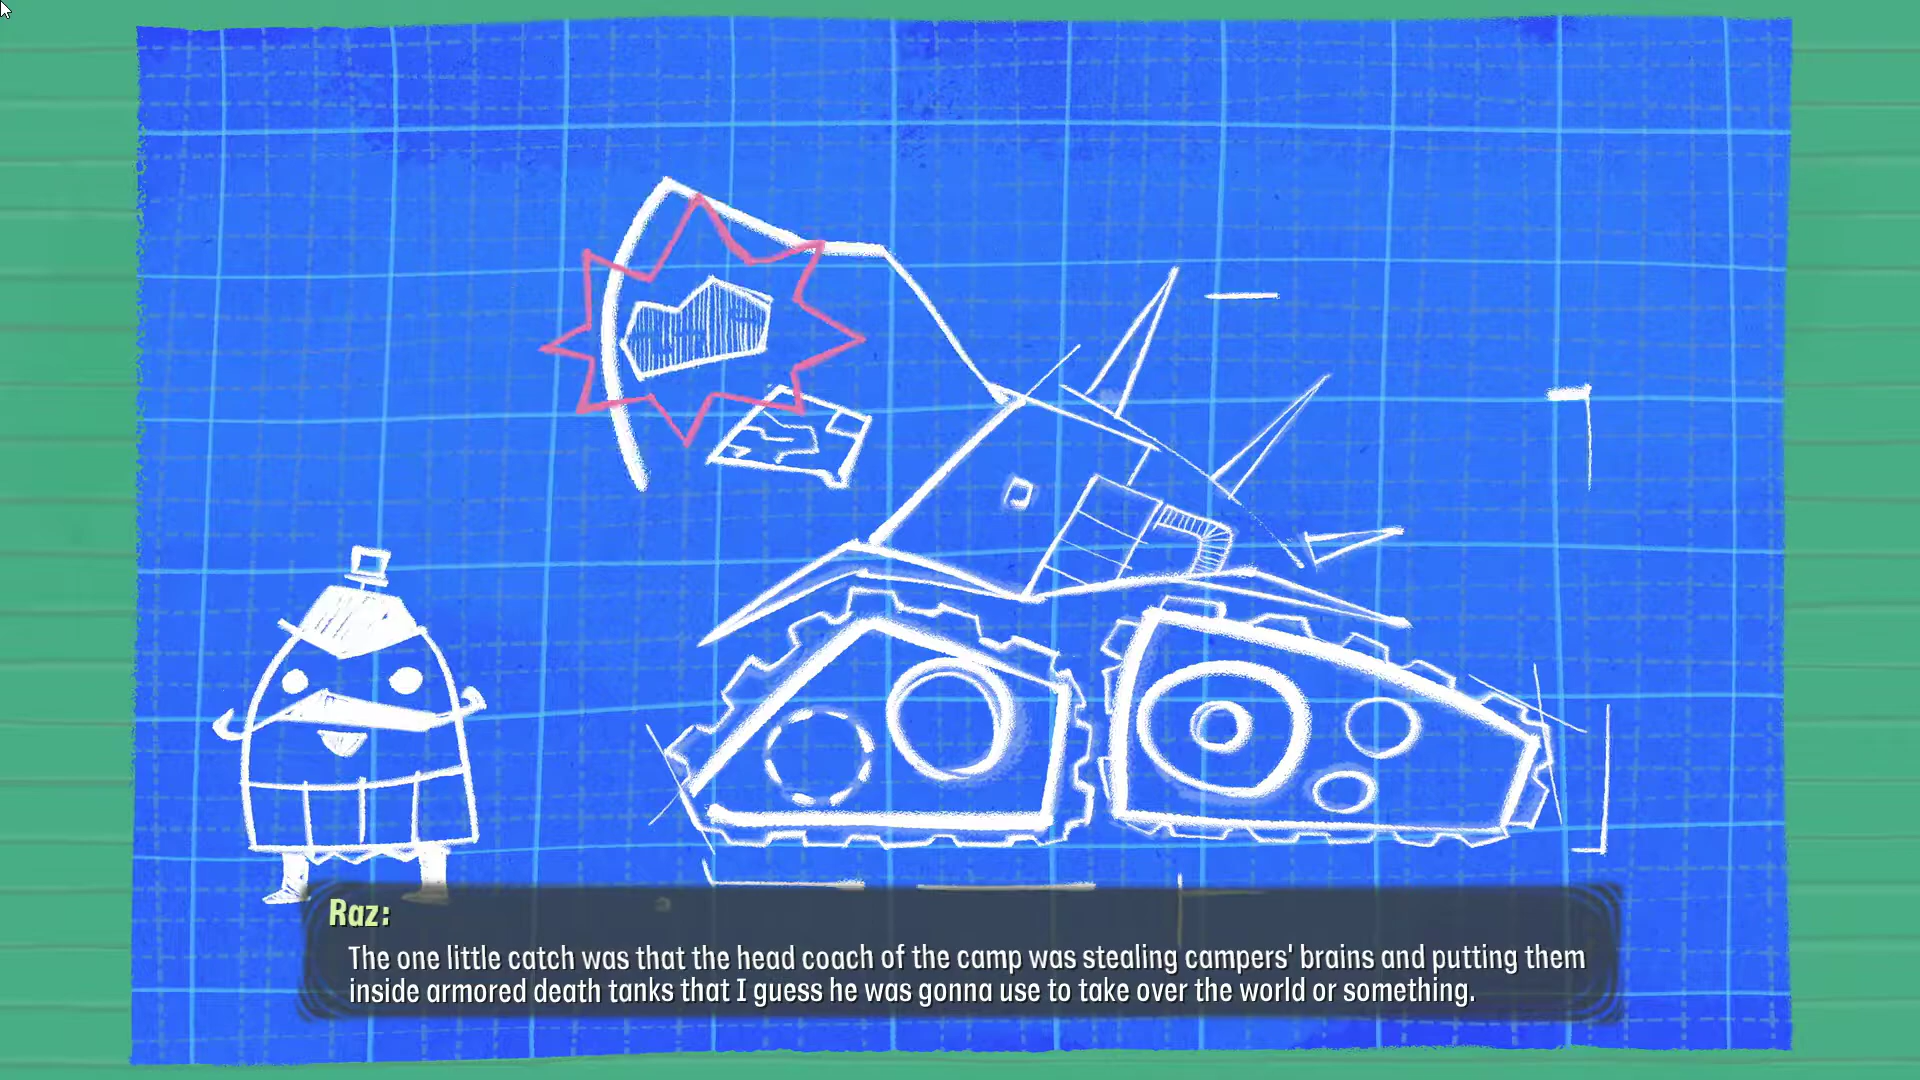 Raz:
The one little catch was that the head coach of the camp was stealing campers' brains and putting them
inside armored death tanks that I guess he was gonna use to take over the world or something.